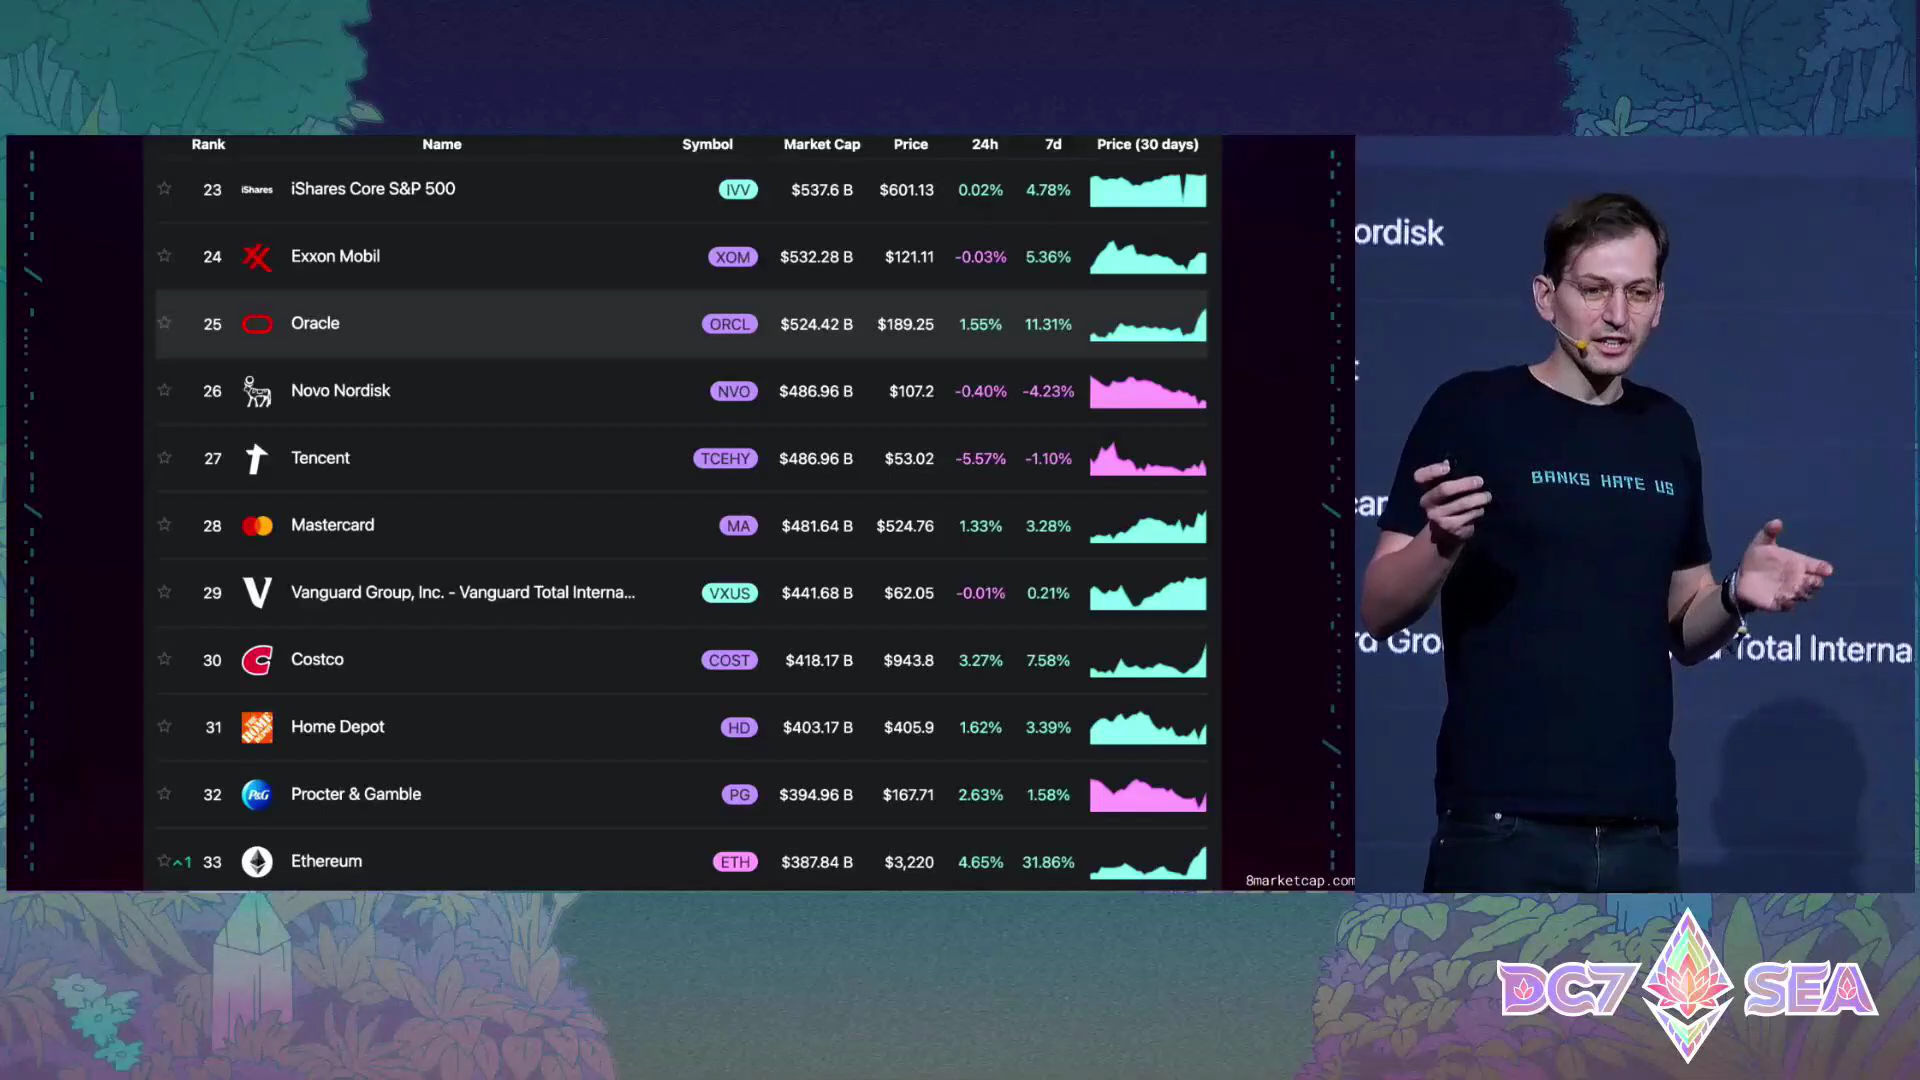 Rank Name Symbol Market Cap Price 24h 7d Price (30 days)
23 iShares iShares Core S&P 500 IVV $537.6 B $601.13 0.02% 4.78%
24 Exxon Mobil XOM $532.28 B $121.11 -0.03% 5.36%
25 Oracle ORCL $524.42 B $189.25 1.55% 11.31%
26 Novo Nordisk NVO $486.96 B $107.2 -0.40% -4.23%
27 Tencent TCEHY $486.96 B $53.02 -5.57% -1.10%
28 Mastercard MA $481.64 B $524.76 1.33% 3.28%
29 Vanguard Group, Inc. - Vanguard Total Interna... VXUS $441.68 B $62.05 -0.01% 0.21%
30 Costco COST $418.17 B $943.8 3.27% 7.58%
31 THE HOME DEPOT Home Depot HD $403.17 B $405.9 1.62% 3.39%
32 P&G Procter & Gamble PG $394.96 B $167.71 2.63% 1.58%
1 33 Ethereum ETH $387.84 B $3,220 4.65% 31.86%
8marketcap.com
ordisk
BANKS HATE US
Total Interna
DC7 SEA